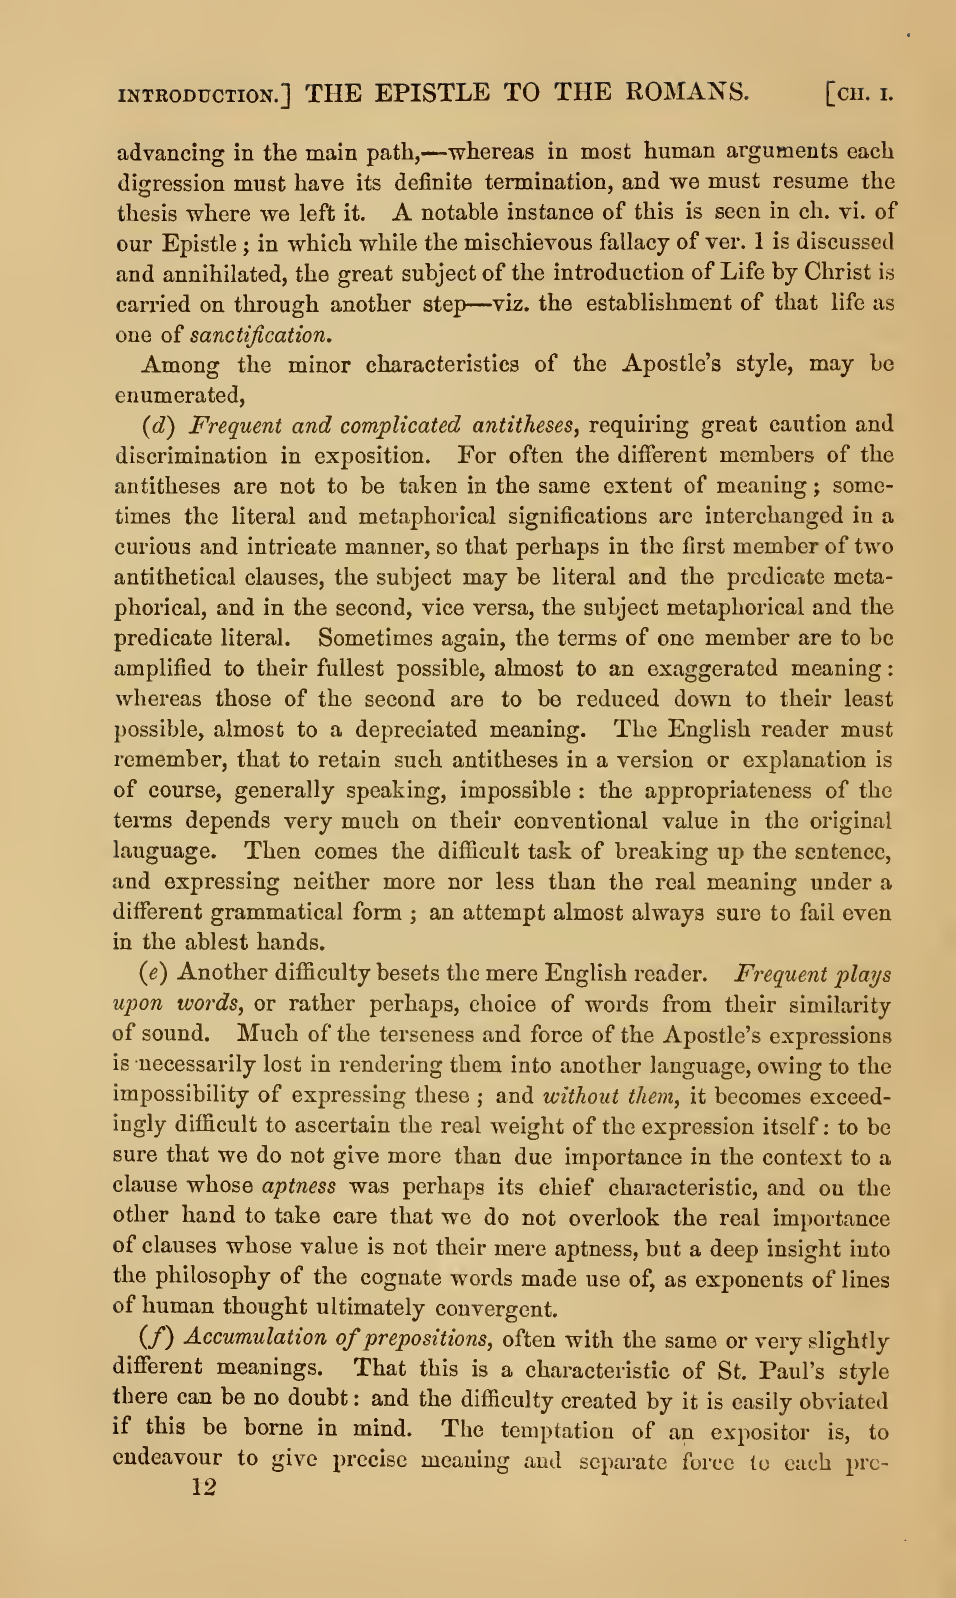 INTRODUCTION.] THE EPISTLE TO THE ROMANS. [CH. I.
advancing in the main path,—whereas in most human arguments each
digression must have its definite termination, and we must resume the
thesis where we left it. A notable instance of this is seen in ch. vi. of
our Epistle ; in which while the mischievous fallacy of ver. 1 is discussed
and annihilated, the great subject of the introduction of Life by Christ is
carried on through another step—viz. the establishment of that life as
one of sanctification.
Among the minor characteristics of the Apostle's style, may be
enumerated,
(d) Frequent and complicated antitheses, requiring great caution and
discrimination in exposition. For often the different members of the
antitheses are not to be taken in the same extent of meaning ; some-
times the literal and metaphorical significations are interchanged in a
curious and intricate manner, so that perhaps in the first member of two
antithetical clauses, the subject may be literal and the predicate meta-
phorical, and in the second, vice versa, the subject metaphorical and the
predicate literal. Sometimes again, the terms of one member are to be
amplified to their fullest possible, almost to an exaggerated meaning :
whereas those of the second are to be reduced down to their least
possible, almost to a depreciated meaning. The English reader must
remember, that to retain such antitheses in a version or explanation is
of course, generally speaking, impossible : the appropriateness of the
terms depends very much on their conventional value in the original
language. Then comes the difficult task of breaking up the sentence,
and expressing neither more nor less than the real meaning under a
different grammatical form ; an attempt almost always sure to fail even
in the ablest hands.
(e) Another difficulty besets the mere English reader. Frequent plays
upon words, or rather perhaps, choice of words from their similarity
of sound. Much of the terseness and force of the Apostle's expressions
is necessarily lost in rendering them into another language, owing to the
impossibility of expressing these ; and without them, it becomes exceed-
ingly difficult to ascertain the real weight of the expression itself : to be
sure that we do not give more than due importance in the context to a
clause whose aptness was perhaps its chief characteristic, and on the
other hand to take care that we do not overlook the real importance
of clauses whose value is not their mere aptness, but a deep insight into
the philosophy of the cognate words made use of, as exponents of lines
of human thought ultimately convergent.
(f) Accumulation of prepositions, often with the same or very slightly
different meanings. That this is a characteristic of St. Paul's style
there can be no doubt : and the difficulty created by it is easily obviated
if this be borne in mind. The temptation of an expositor is, to
endeavour to give precise meaning and separate force to each pre-
12